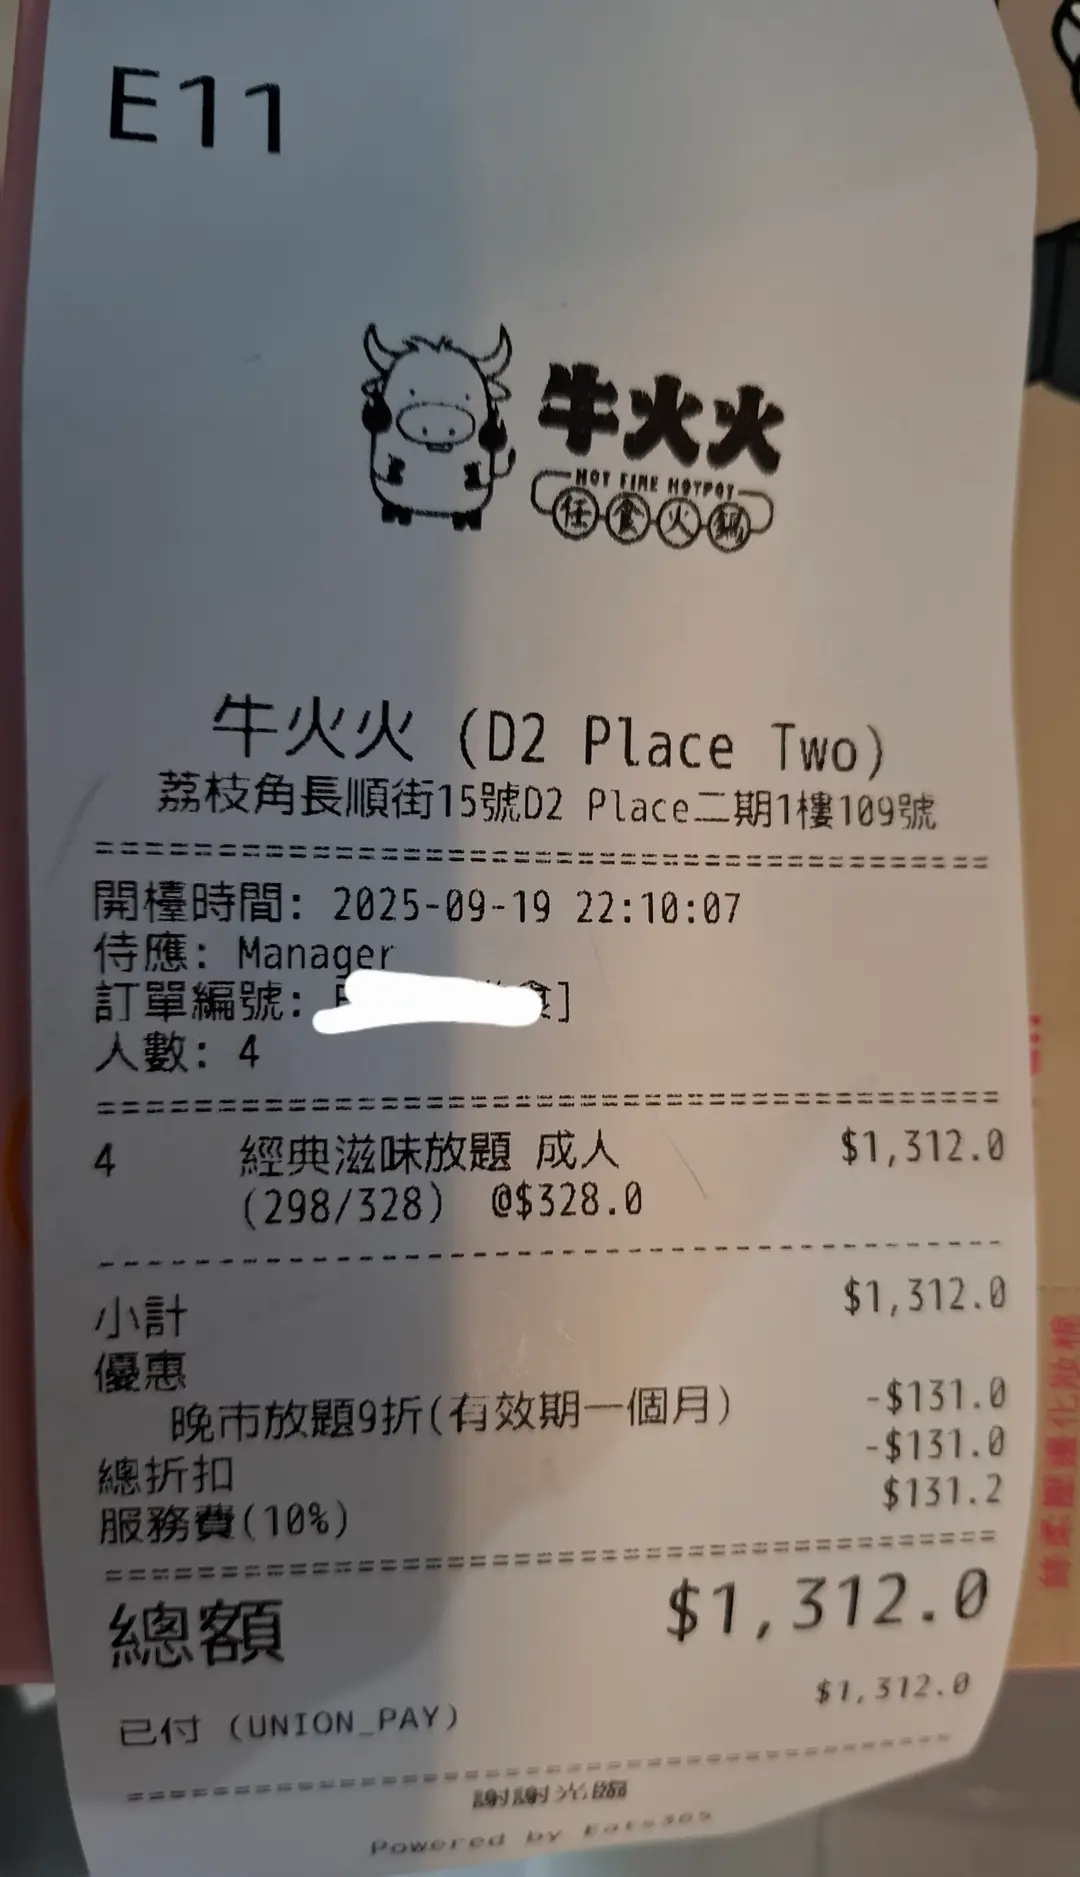 E11
牛火火
HOT FIRE HOTPOT
任食火鍋
牛火火 (D2 Place Two)
荔枝角長順街15號D2 Place二期1樓109號
開檯時間: 2025-09-19 22:10:07
侍應: Manager
訂單編號: 食]
人數: 4
4 經典滋味放題 成人 $1,312.0
(298/328) @$328.0
小計 $1,312.0
優惠
晚市放題9折(有效期一個月) -$131.0
總折扣 -$131.0
服務費(10%) $131.2
總額 $1,312.0
已付 (UNION_PAY) $1,312.0
謝謝光臨
Powered by Eats365